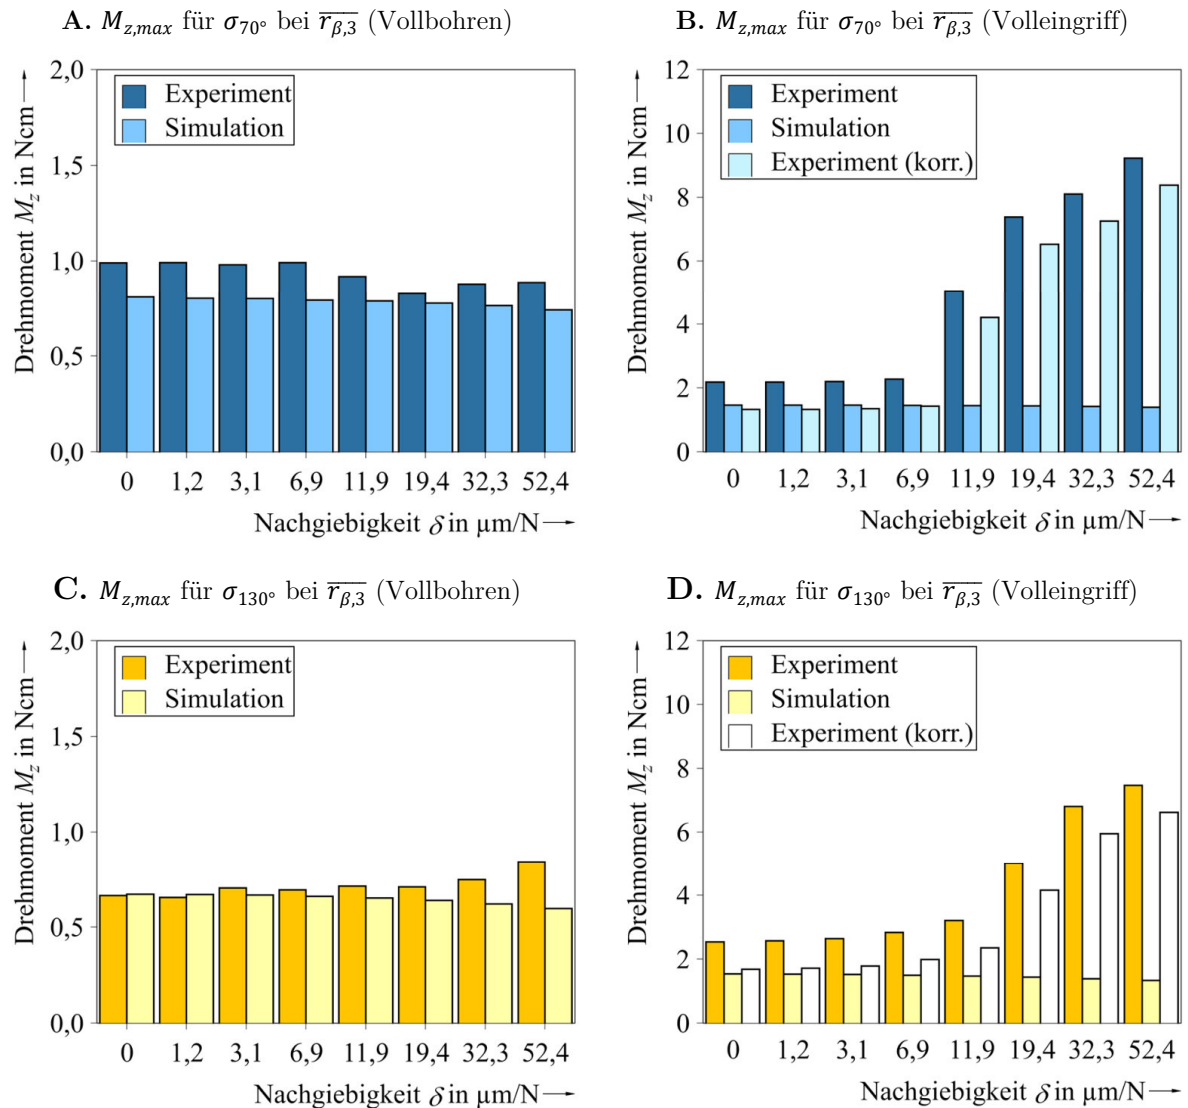 A. M_z,max für σ_70° bei r_β,3 (Vollbohren)
2,0
1,5
1,0
0,5
0,0
Drehmoment M_z in Ncm
Experiment
Simulation
0 1,2 3,1 6,9 11,9 19,4 32,3 52,4
Nachgiebigkeit δ in µm/N
B. M_z,max für σ_70° bei r_β,3 (Volleingriff)
12
10
8
6
4
2
0
Drehmoment M_z in Ncm
Experiment
Simulation
Experiment (korr.)
0 1,2 3,1 6,9 11,9 19,4 32,3 52,4
Nachgiebigkeit δ in µm/N
C. M_z,max für σ_130° bei r_β,3 (Vollbohren)
2,0
1,5
1,0
0,5
0,0
Drehmoment M_z in Ncm
Experiment
Simulation
0 1,2 3,1 6,9 11,9 19,4 32,3 52,4
Nachgiebigkeit δ in µm/N
D. M_z,max für σ_130° bei r_β,3 (Volleingriff)
12
10
8
6
4
2
0
Drehmoment M_z in Ncm
Experiment
Simulation
Experiment (korr.)
0 1,2 3,1 6,9 11,9 19,4 32,3 52,4
Nachgiebigkeit δ in µm/N